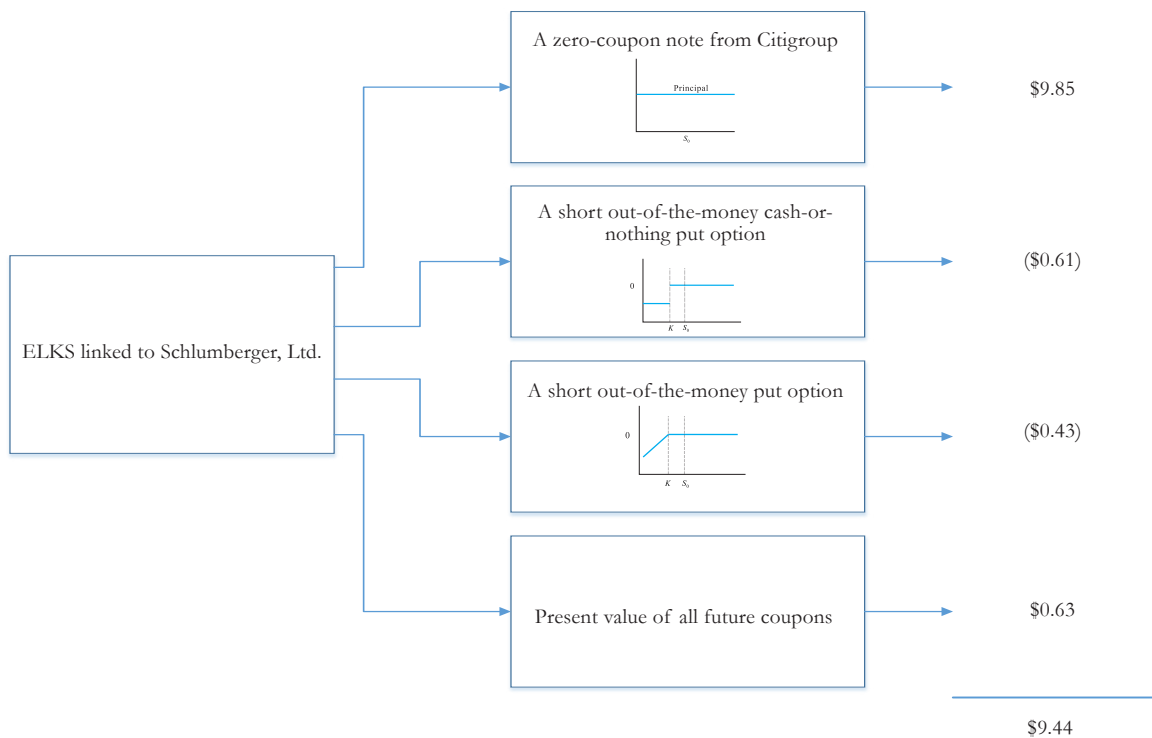 A zero-coupon note from Citigroup
Principal
S₀
$9.85
A short out-of-the-money cash-or-
nothing put option
0
K S₀
($0.61)
ELKS linked to Schlumberger, Ltd.
A short out-of-the-money put option
0
K S₀
($0.43)
Present value of all future coupons
$0.63
$9.44